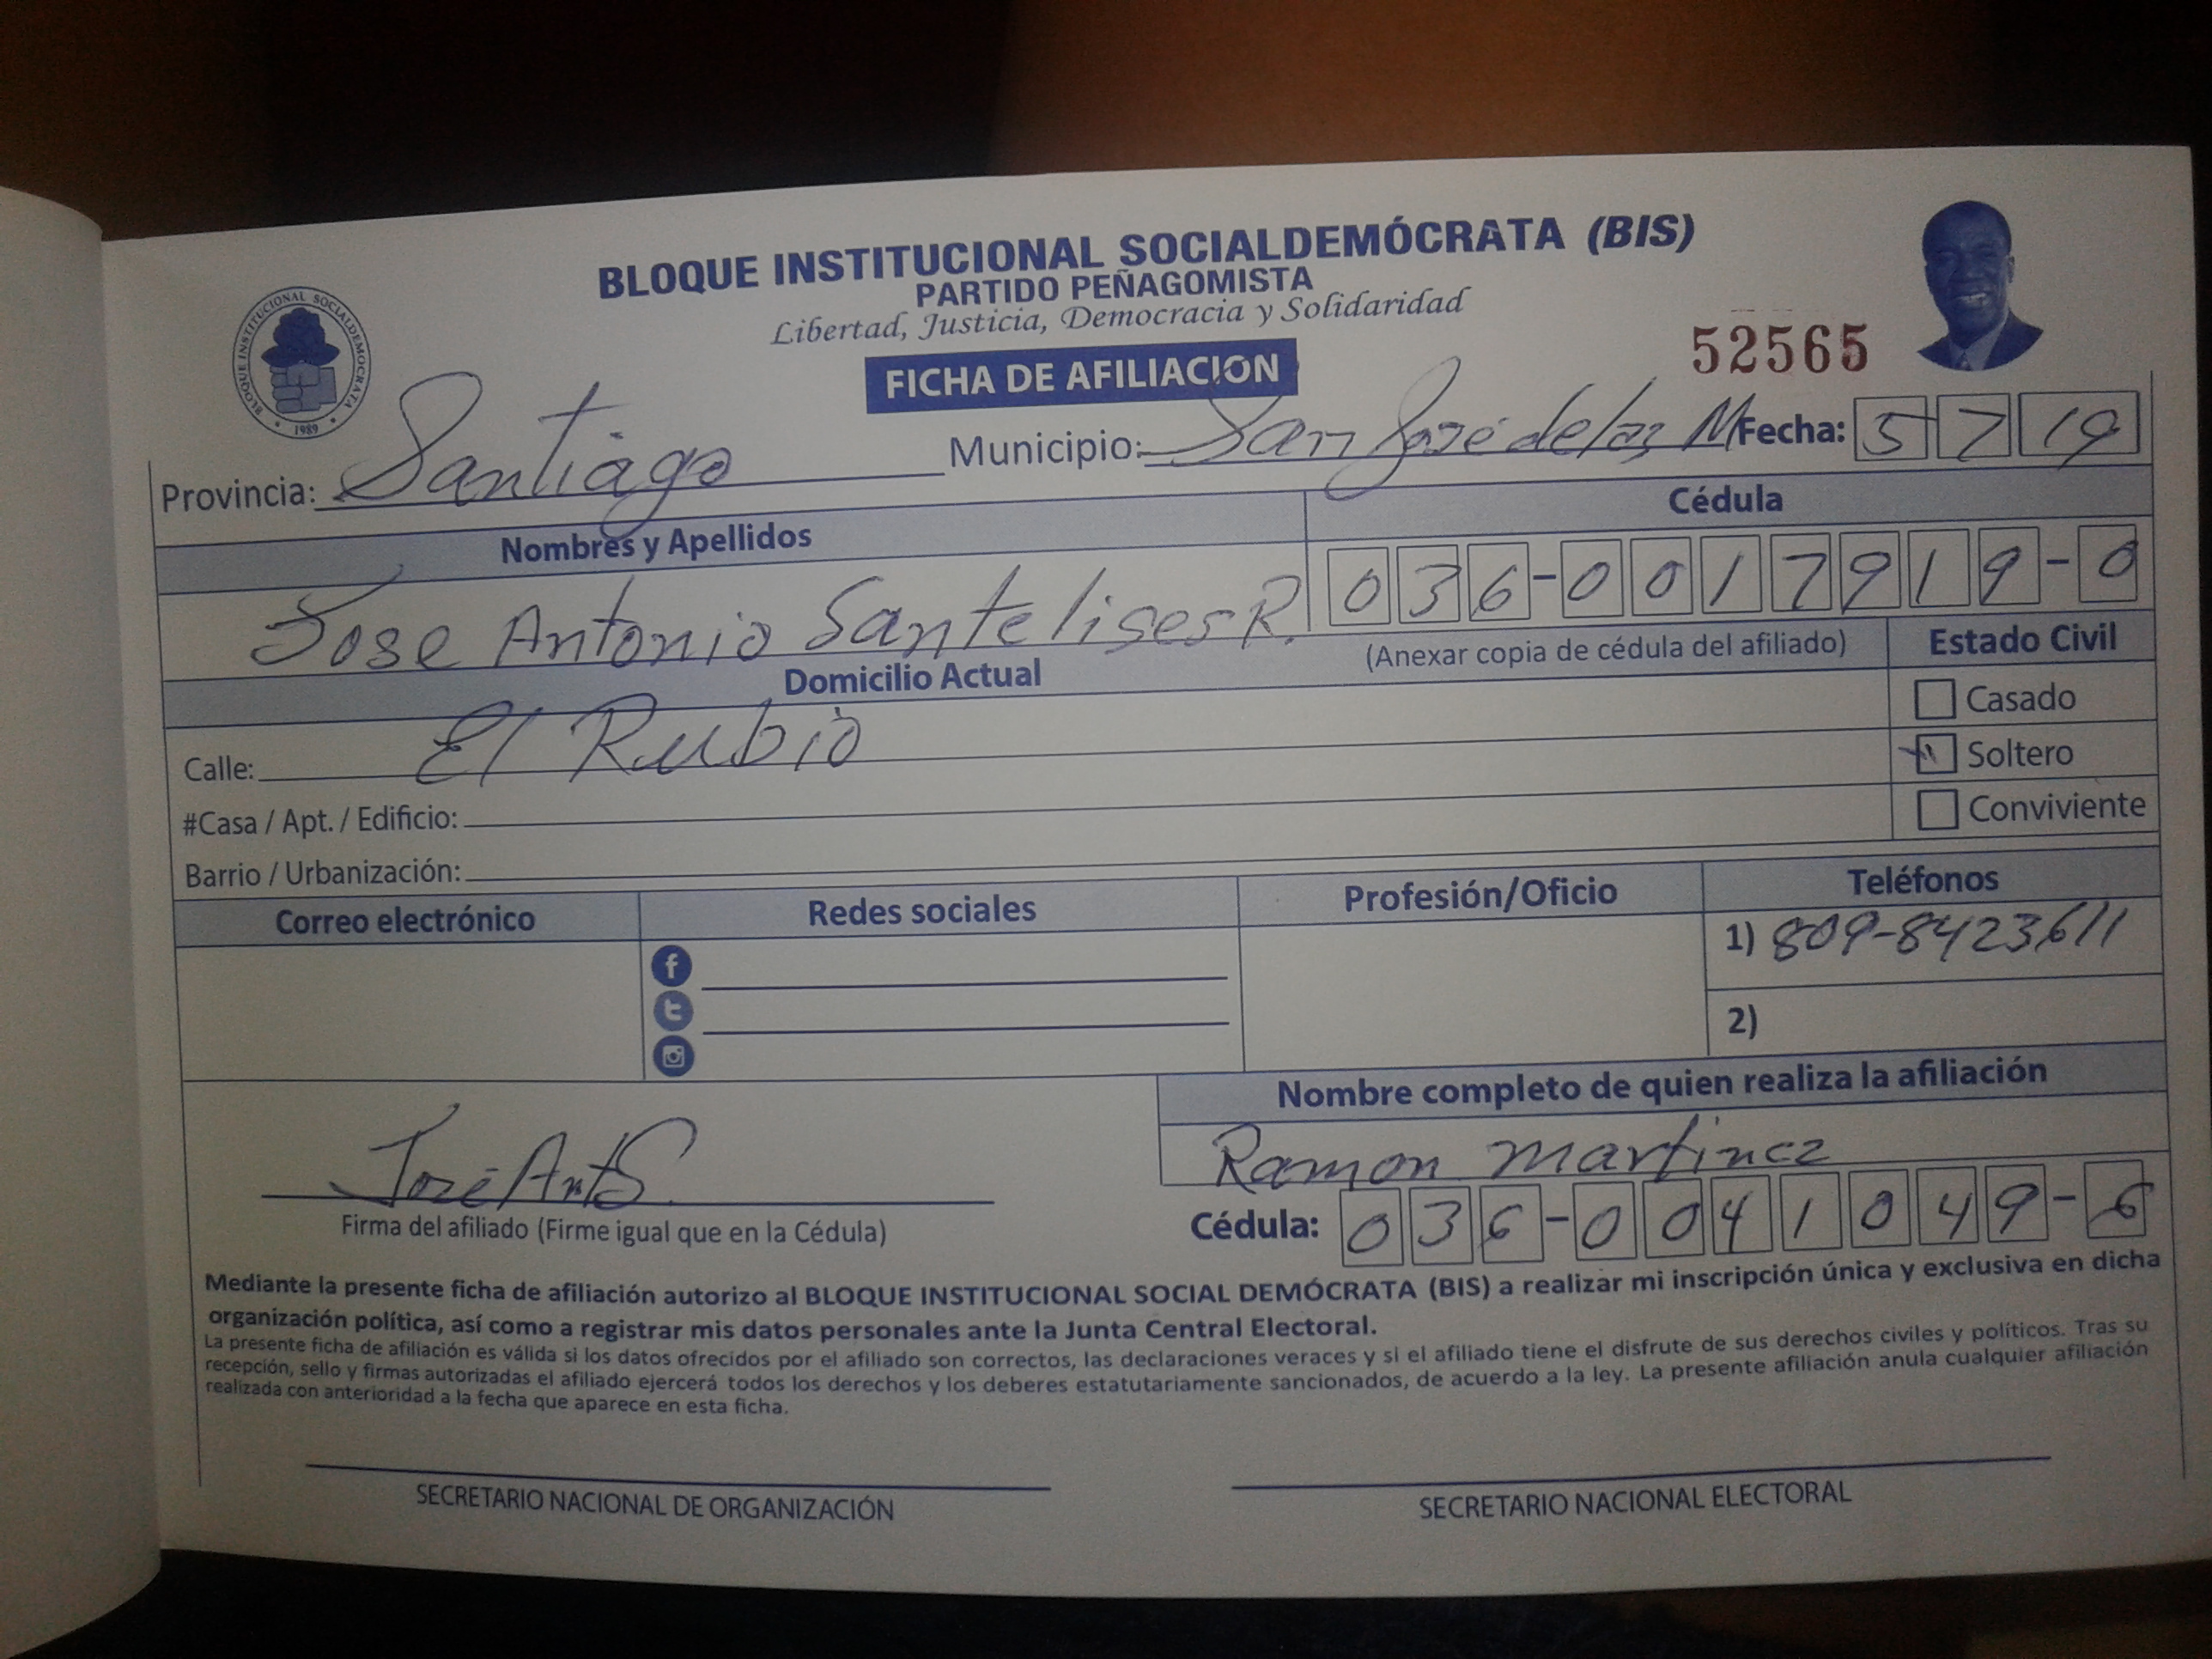 BLOQUE INSTITUCIONAL SOCIALDEMÓCRATA (BIS)
PARTIDO PEÑAGOMISTA
Libertad, Justicia, Democracia y Solidaridad
BLOQUE INSTITUCIONAL SOCIALDEMOCRATA
1989
52565
FICHA DE AFILIACION
Provincia: Santiago Municipio: San José de las M Fecha: 5 7 19
Nombres y Apellidos Cédula
Jose Antonio Santelises R. 036-0017919-0
(Anexar copia de cédula del afiliado) Estado Civil
Domicilio Actual
Casado
Calle: El Rubio
Soltero
#Casa / Apt. / Edificio:
Conviviente
Barrio / Urbanización:
Correo electrónico Redes sociales Profesión/Oficio Teléfonos
1) 809-8423611
2)
Nombre completo de quien realiza la afiliación
Ramon Martinez
José Ant S.
Firma del afiliado (Firme igual que en la Cédula) Cédula: 036-0041049-6
Mediante la presente ficha de afiliación autorizo al BLOQUE INSTITUCIONAL SOCIAL DEMÓCRATA (BIS) a realizar mi inscripción única y exclusiva en dicha
organización política, así como a registrar mis datos personales ante la Junta Central Electoral.
La presente ficha de afiliación es válida si los datos ofrecidos por el afiliado son correctos, las declaraciones veraces y si el afiliado tiene el disfrute de sus derechos civiles y políticos. Tras su
recepción, sello y firmas autorizadas el afiliado ejercerá todos los derechos y los deberes estatutariamente sancionados, de acuerdo a la ley. La presente afiliación anula cualquier afiliación
realizada con anterioridad a la fecha que aparece en esta ficha.
SECRETARIO NACIONAL DE ORGANIZACIÓN SECRETARIO NACIONAL ELECTORAL